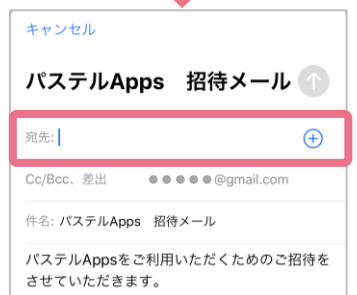 キャンセル
パステルApps　招待メール
宛先:
Cc/Bcc、差出　●●●●●@gmail.com
件名: パステルApps　招待メール
パステルAppsをご利用いただくためのご招待を
させていただきます。